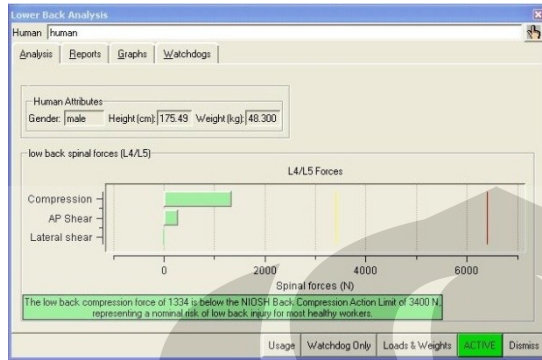 Lower Back Analysis
Human human
Analysis Reports Graphs Watchdogs
Human Attributes
Gender: male Height (cm): 175.49 Weight (kg): 48.300
low back spinal forces (L4/L5)
L4/L5 Forces
Compression
AP Shear
Lateral shear
0 2000 4000 6000
Spinal forces (N)
The low back compression force of 1334 is below the NIOSH Back Compression Action Limit of 3400 N,
representing a nominal risk of low back injury for most healthy workers.
Usage Watchdog Only Loads & Weights ACTIVE Dismiss